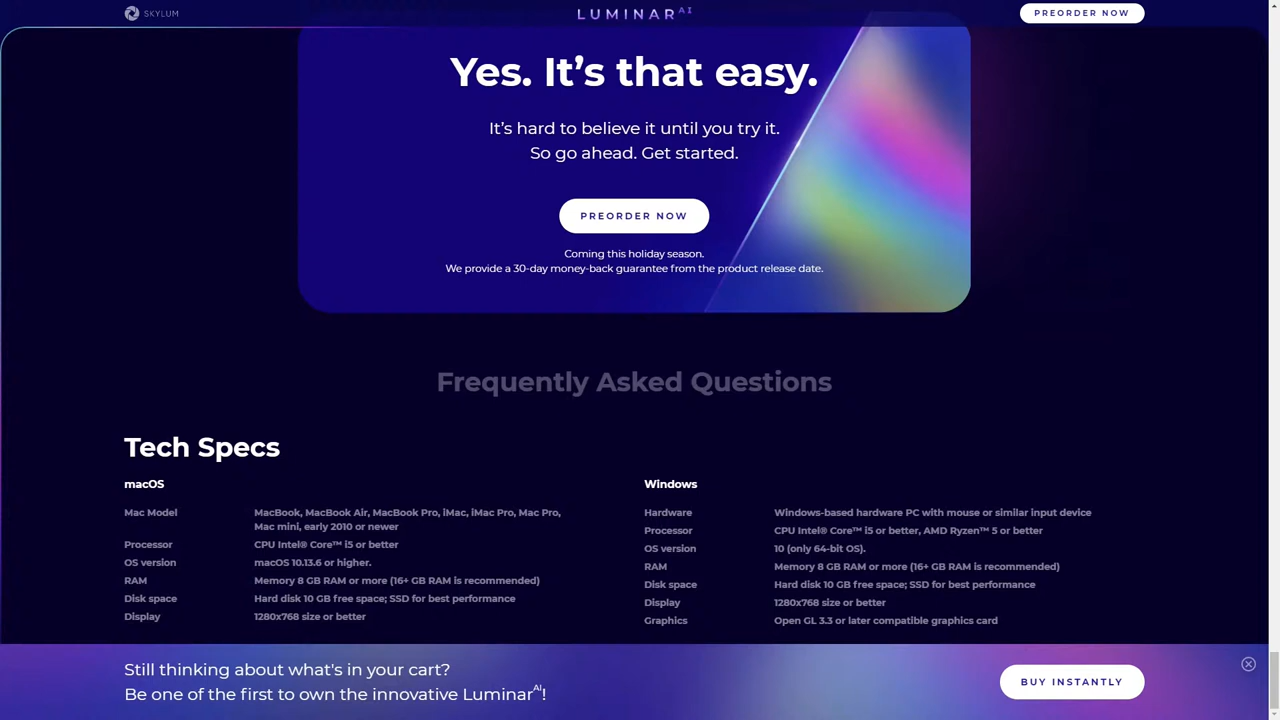 SKYLUM
LUMINAR AI
PREORDER NOW
Yes. It’s that easy.
It’s hard to believe it until you try it.
So go ahead. Get started.
PREORDER NOW
Coming this holiday season.
We provide a 30-day money-back guarantee from the product release date.
Frequently Asked Questions
Tech Specs
macOS
Mac Model MacBook, MacBook Air, MacBook Pro, iMac, iMac Pro, Mac Pro,
Mac mini, early 2010 or newer
Processor CPU Intel® Core™ i5 or better
OS version macOS 10.13.6 or higher.
RAM Memory 8 GB RAM or more (16+ GB RAM is recommended)
Disk space Hard disk 10 GB free space; SSD for best performance
Display 1280x768 size or better
Windows
Hardware Windows-based hardware PC with mouse or similar input device
Processor CPU Intel® Core™ i5 or better, AMD Ryzen™ 5 or better
OS version 10 (only 64-bit OS).
RAM Memory 8 GB RAM or more (16+ GB RAM is recommended)
Disk space Hard disk 10 GB free space; SSD for best performance
Display 1280x768 size or better
Graphics Open GL 3.3 or later compatible graphics card
Still thinking about what's in your cart?
Be one of the first to own the innovative LuminarAI!
BUY INSTANTLY